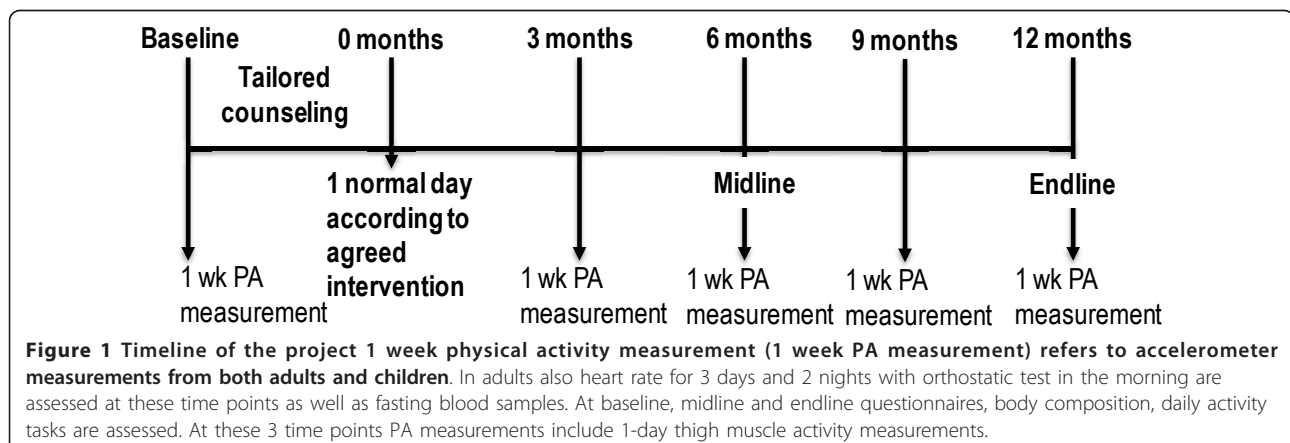 Baseline 0 months 3 months 6 months 9 months 12 months
Tailored
counseling
1 normal day
according to
agreed
intervention
Midline Endline
1 wk PA
measurement
1 wk PA
measurement
1 wk PA
measurement
1 wk PA
measurement
1 wk PA
measurement
Figure 1 Timeline of the project 1 week physical activity measurement (1 week PA measurement) refers to accelerometer
measurements from both adults and children. In adults also heart rate for 3 days and 2 nights with orthostatic test in the morning are
assessed at these time points as well as fasting blood samples. At baseline, midline and endline questionnaires, body composition, daily activity
tasks are assessed. At these 3 time points PA measurements include 1-day thigh muscle activity measurements.